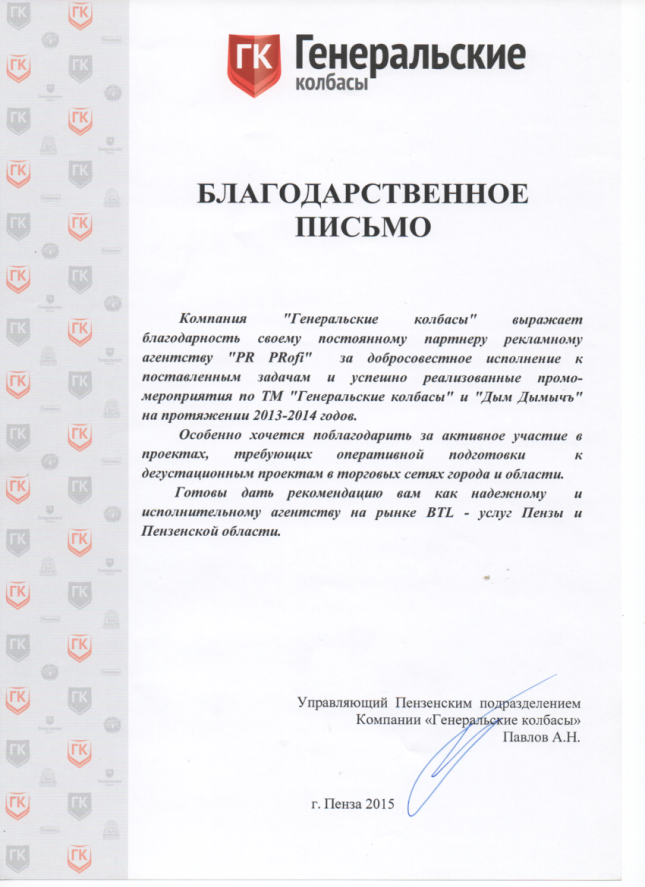 ГК Генеральские
колбасы
БЛАГОДАРСТВЕННОЕ
ПИСЬМО
Компания "Генеральские колбасы" выражает
благодарность своему постоянному партнеру рекламному
агентству "PR PRofi" за добросовестное исполнение к
поставленным задачам и успешно реализованные промо-
мероприятия по ТМ "Генеральские колбасы" и "Дым Дымычъ"
на протяжении 2013-2014 годов.
Особенно хочется поблагодарить за активное участие в
проектах, требующих оперативной подготовки к
дегустационным проектам в торговых сетях города и области.
Готовы дать рекомендацию вам как надежному и
исполнительному агентству на рынке BTL - услуг Пензы и
Пензенской области.
Управляющий Пензенским подразделением
Компании «Генеральские колбасы»
Павлов А.Н.
г. Пенза 2015